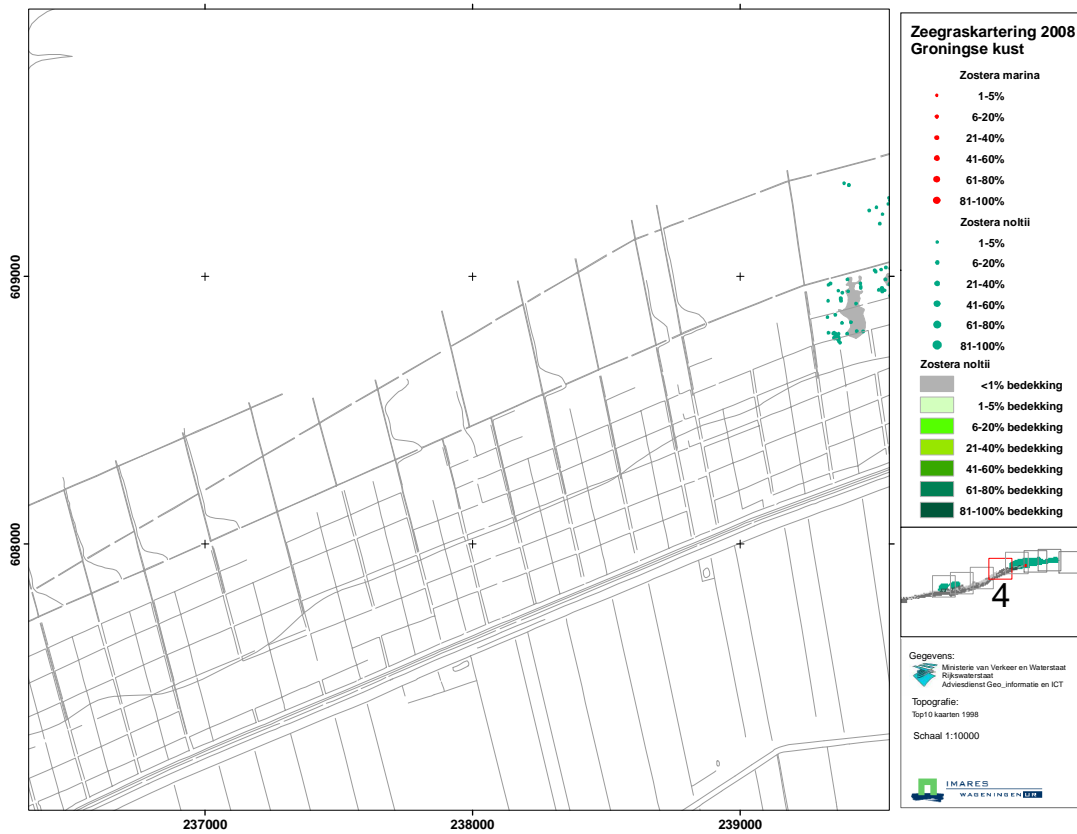 Zeegraskartering 2008
Groningse kust
Zostera marina
1-5%
6-20%
21-40%
41-60%
61-80%
81-100%
Zostera noltii
1-5%
6-20%
21-40%
41-60%
61-80%
81-100%
Zostera noltii
<1% bedekking
1-5% bedekking
6-20% bedekking
21-40% bedekking
41-60% bedekking
61-80% bedekking
81-100% bedekking
4
Gegevens:
Ministerie van Verkeer en Waterstaat
Rijkswaterstaat
Adviesdienst Geo_informatie en ICT
Topografie:
Top10 kaarten 1998
Schaal 1:10000
IMARES
WAGENINGEN UR
609000
608000
237000
238000
239000